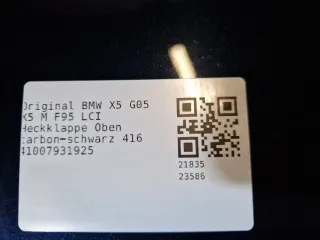 Original BMW X5 G05
X5 M F95 LCI
Heckklappe Oben
carbon-schwarz 416
41007931925
21835
23586